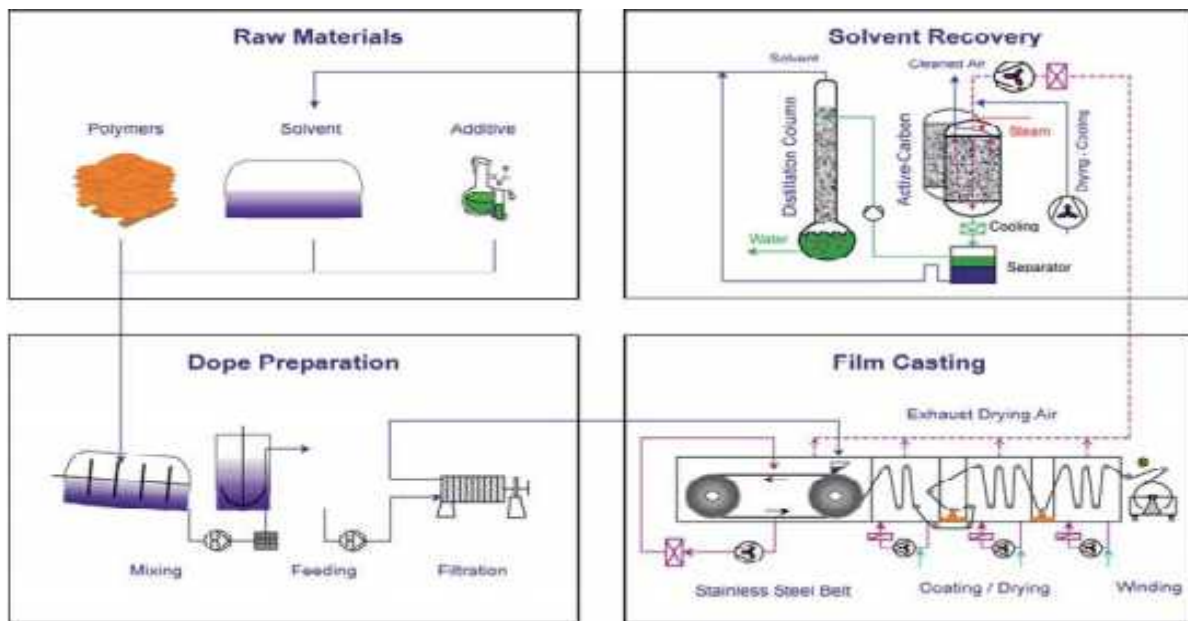 Raw Materials
Polymers
Solvent
Additive
Solvent Recovery
Solvent
Cleaned Air
Distillation Column
Active-Carbon
Steam
Drying - Cooling
Cooling
Water
Separator
Dope Preparation
Mixing
Feeding
Filtration
Film Casting
Exhaust Drying Air
Stainless Steel Belt
Coating / Drying
Winding